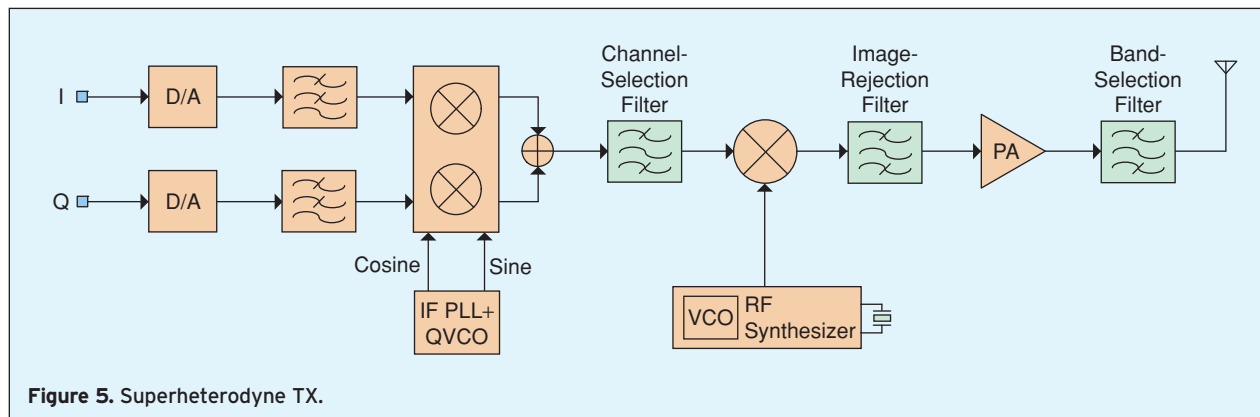 Channel-
Selection
Filter
Image-
Rejection
Filter
Band-
Selection
Filter
I
D/A
PA
Q
D/A
Cosine
Sine
IF PLL+
QVCO
VCO
RF
Synthesizer
Figure 5. Superheterodyne TX.